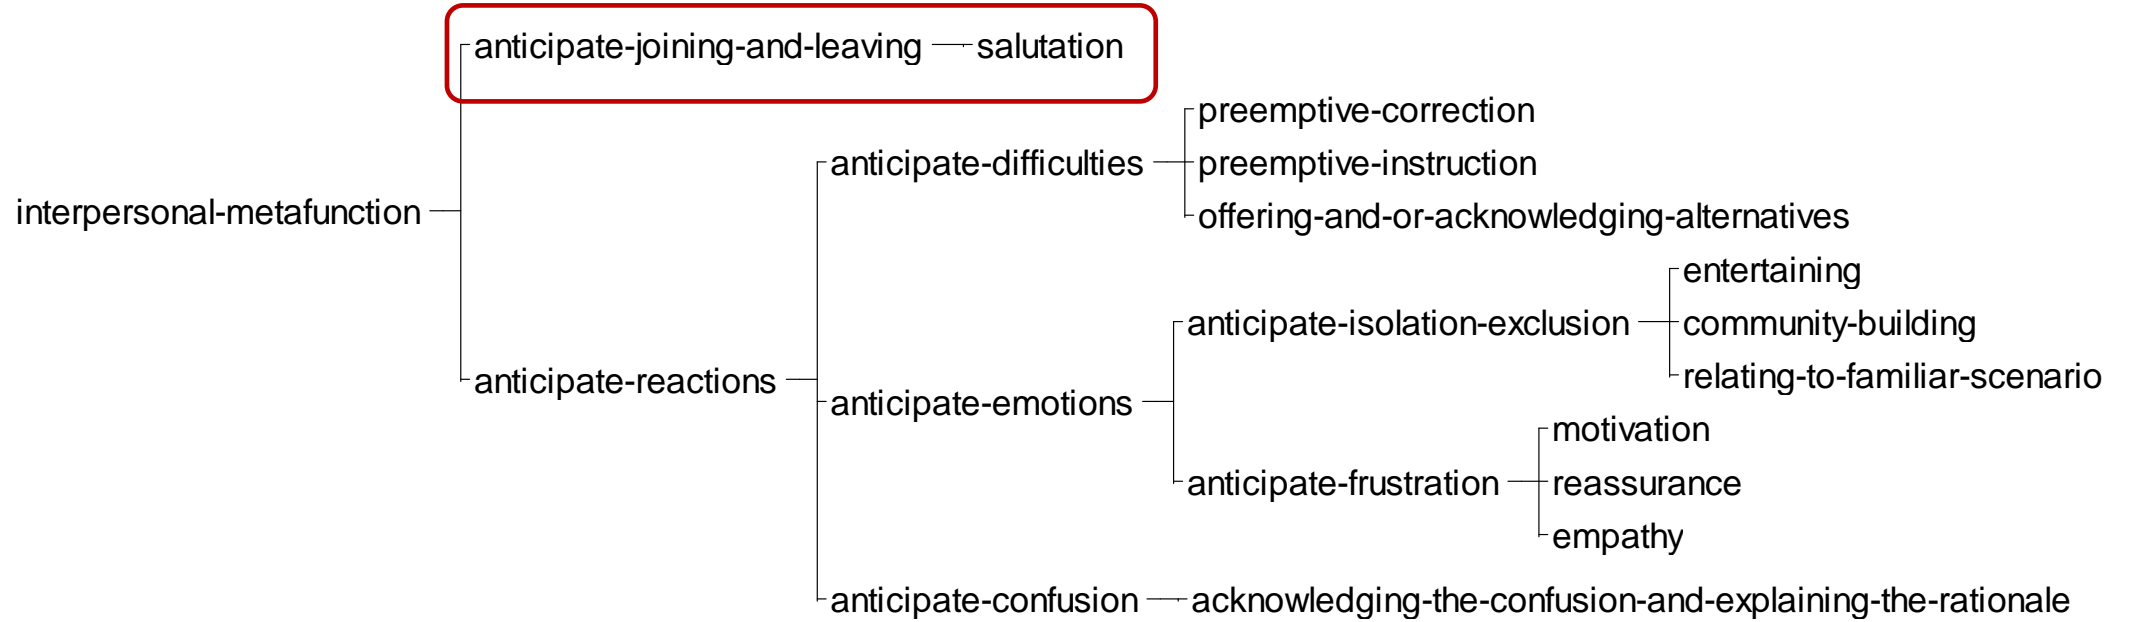 anticipate-joining-and-leaving salutation
preemptive-correction
anticipate-difficulties preemptive-instruction
interpersonal-metafunction offering-and-or-acknowledging-alternatives
entertaining
anticipate-isolation-exclusion community-building
anticipate-reactions relating-to-familiar-scenario
anticipate-emotions
motivation
anticipate-frustration reassurance
empathy
anticipate-confusion acknowledging-the-confusion-and-explaining-the-rationale